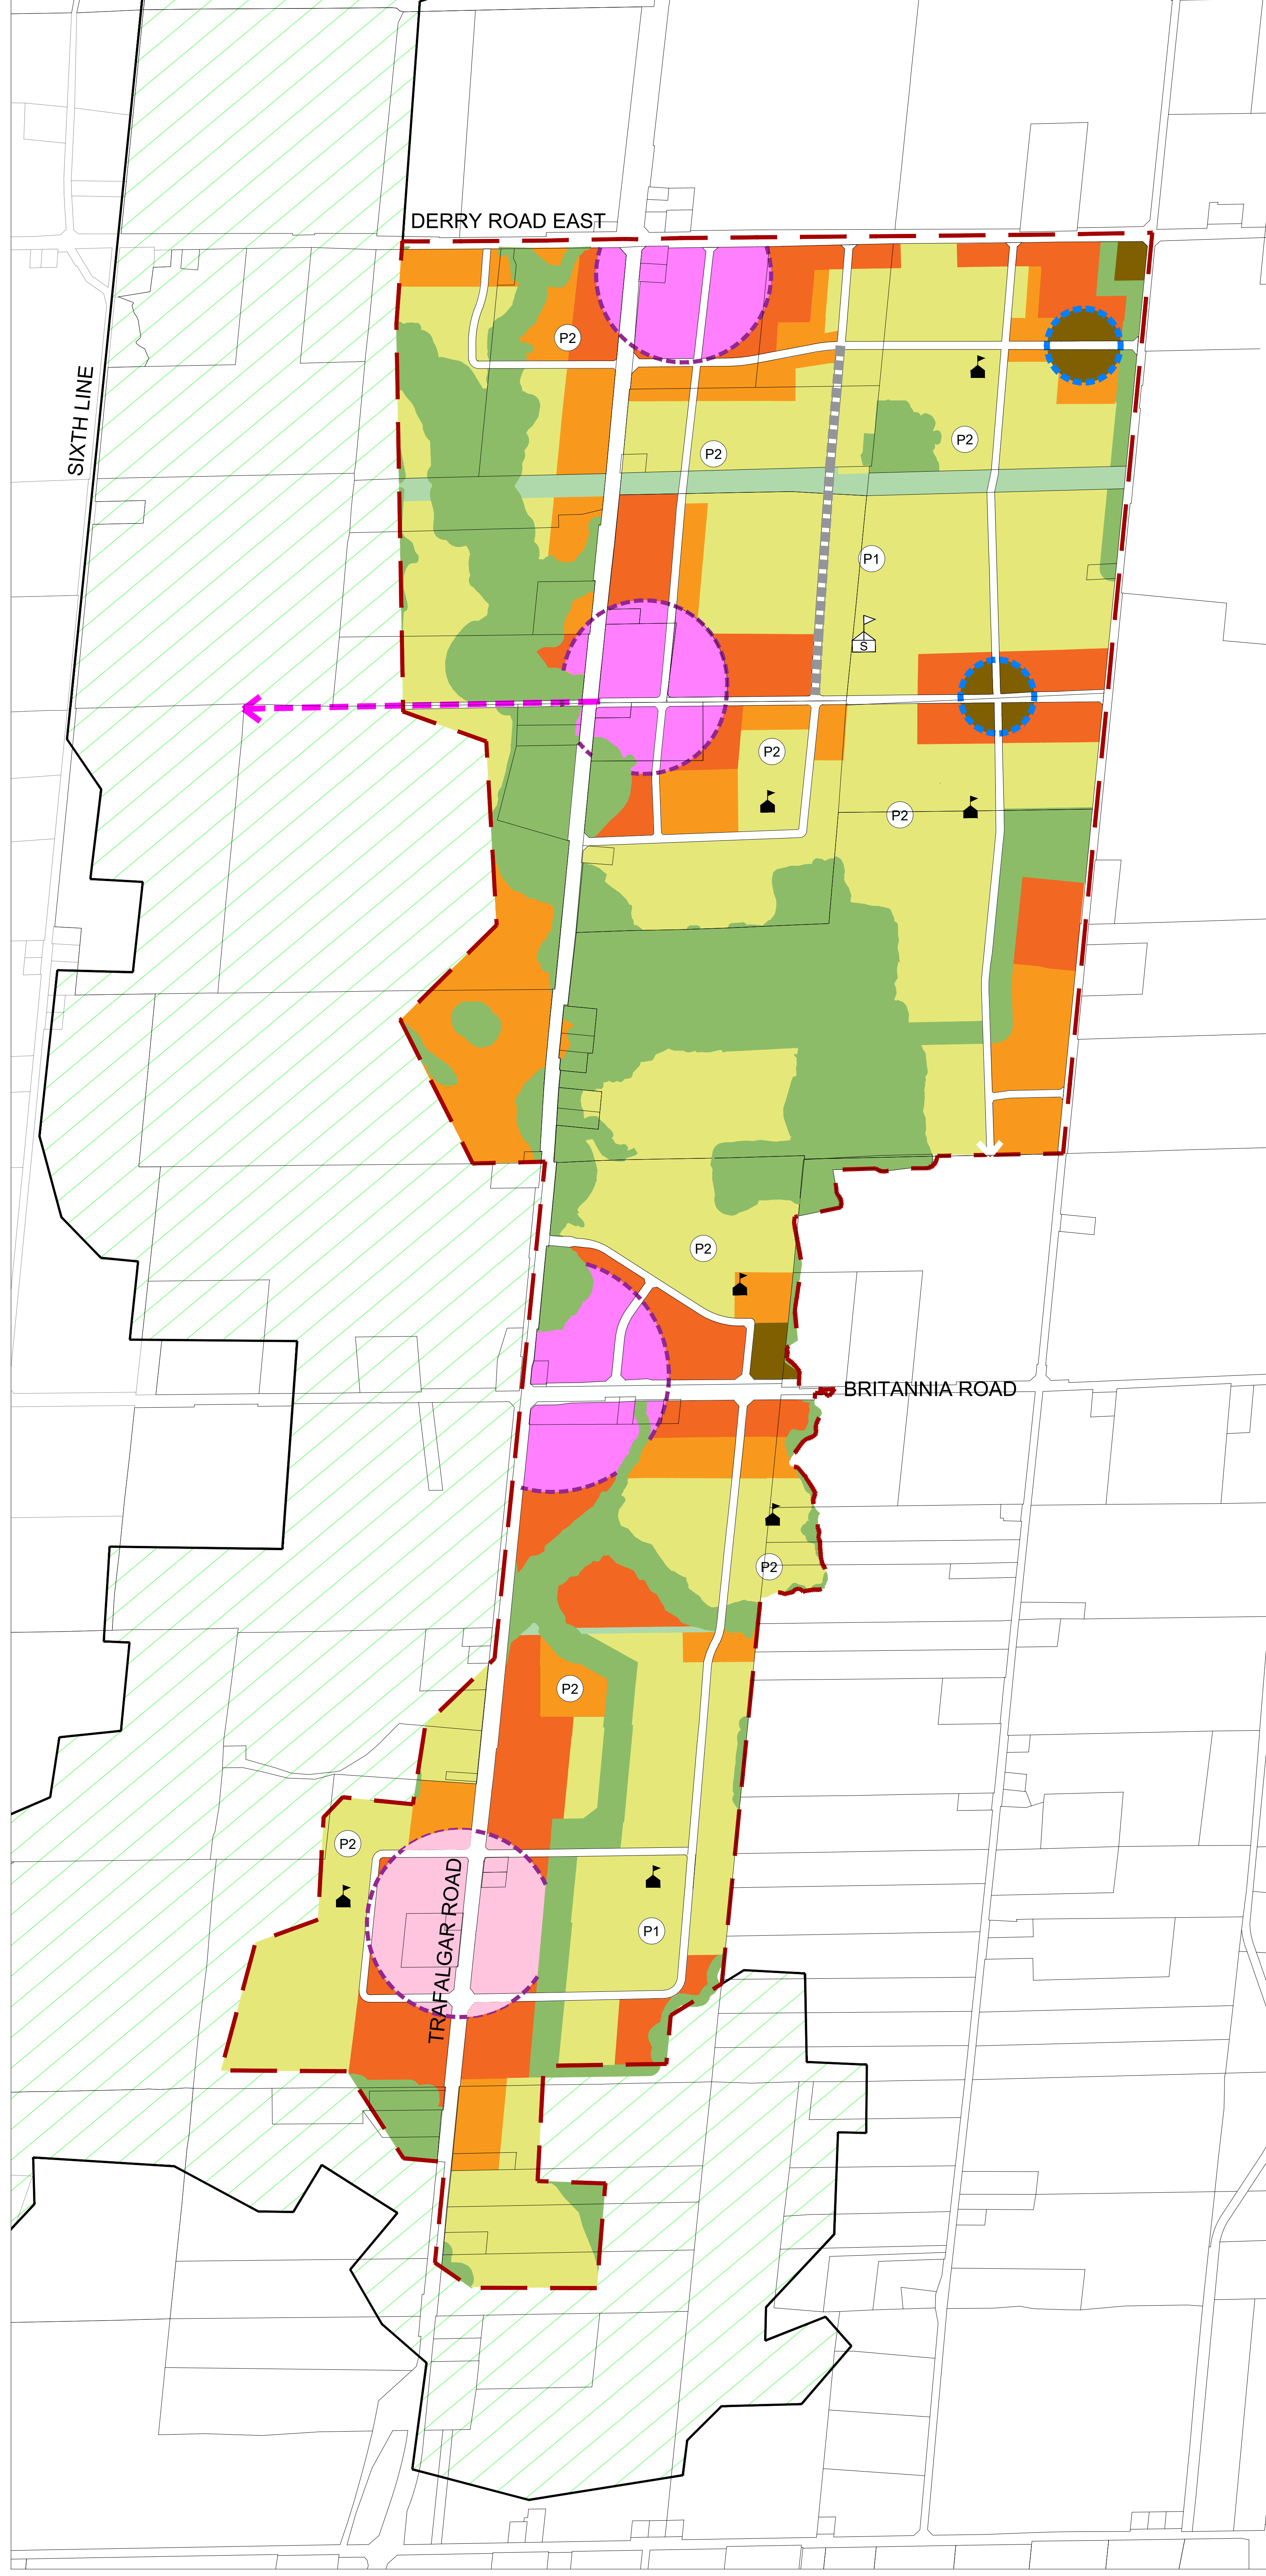 DERRY ROAD EAST
P2
SIXTH LINE
P2
P2
P1
S
P2
P2
P2
BRITANNIA ROAD
P2
P2
P2
TRAFALGAR ROAD
P1